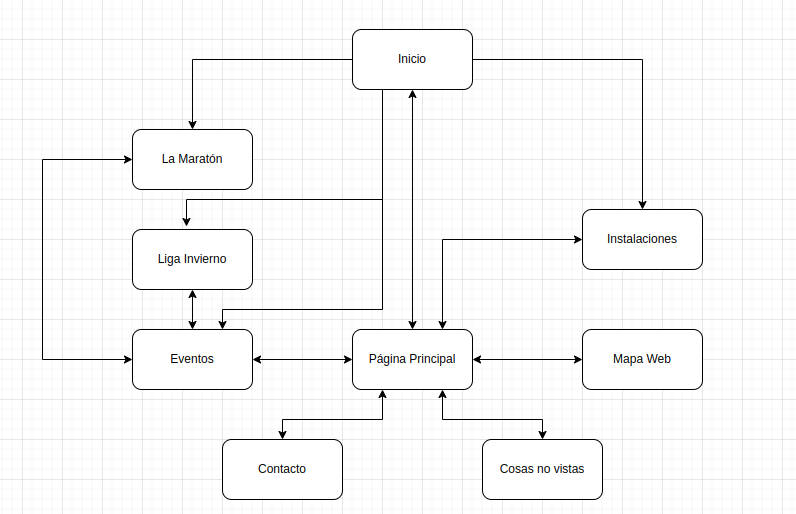 Inicio
La Maratón
Instalaciones
Liga Invierno
Eventos
Página Principal
Mapa Web
Contacto
Cosas no vistas